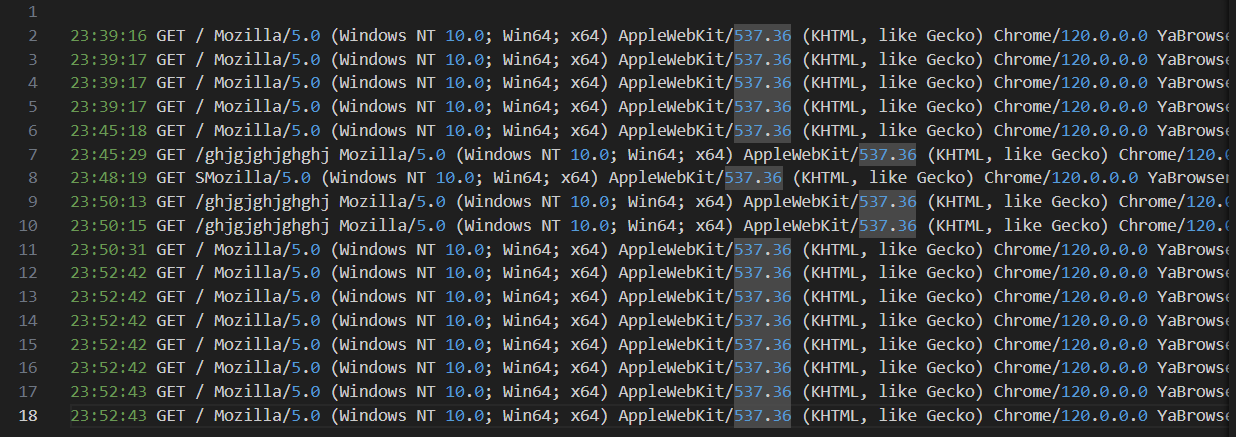 1
2 23:39:16 GET / Mozilla/5.0 (Windows NT 10.0; Win64; x64) AppleWebKit/537.36 (KHTML, like Gecko) Chrome/120.0.0.0 YaBrowse
3 23:39:17 GET / Mozilla/5.0 (Windows NT 10.0; Win64; x64) AppleWebKit/537.36 (KHTML, like Gecko) Chrome/120.0.0.0 YaBrowse
4 23:39:17 GET / Mozilla/5.0 (Windows NT 10.0; Win64; x64) AppleWebKit/537.36 (KHTML, like Gecko) Chrome/120.0.0.0 YaBrowse
5 23:39:17 GET / Mozilla/5.0 (Windows NT 10.0; Win64; x64) AppleWebKit/537.36 (KHTML, like Gecko) Chrome/120.0.0.0 YaBrowse
6 23:45:18 GET / Mozilla/5.0 (Windows NT 10.0; Win64; x64) AppleWebKit/537.36 (KHTML, like Gecko) Chrome/120.0.0.0 YaBrowse
7 23:45:29 GET /ghjgjghjghghj Mozilla/5.0 (Windows NT 10.0; Win64; x64) AppleWebKit/537.36 (KHTML, like Gecko) Chrome/120.
8 23:48:19 GET SMozilla/5.0 (Windows NT 10.0; Win64; x64) AppleWebKit/537.36 (KHTML, like Gecko) Chrome/120.0.0.0 YaBrowser
9 23:50:13 GET /ghjgjghjghghj Mozilla/5.0 (Windows NT 10.0; Win64; x64) AppleWebKit/537.36 (KHTML, like Gecko) Chrome/120.
10 23:50:15 GET /ghjgjghjghghj Mozilla/5.0 (Windows NT 10.0; Win64; x64) AppleWebKit/537.36 (KHTML, like Gecko) Chrome/120.
11 23:50:31 GET / Mozilla/5.0 (Windows NT 10.0; Win64; x64) AppleWebKit/537.36 (KHTML, like Gecko) Chrome/120.0.0.0 YaBrowse
12 23:52:42 GET / Mozilla/5.0 (Windows NT 10.0; Win64; x64) AppleWebKit/537.36 (KHTML, like Gecko) Chrome/120.0.0.0 YaBrowse
13 23:52:42 GET / Mozilla/5.0 (Windows NT 10.0; Win64; x64) AppleWebKit/537.36 (KHTML, like Gecko) Chrome/120.0.0.0 YaBrowse
14 23:52:42 GET / Mozilla/5.0 (Windows NT 10.0; Win64; x64) AppleWebKit/537.36 (KHTML, like Gecko) Chrome/120.0.0.0 YaBrowse
15 23:52:42 GET / Mozilla/5.0 (Windows NT 10.0; Win64; x64) AppleWebKit/537.36 (KHTML, like Gecko) Chrome/120.0.0.0 YaBrowse
16 23:52:42 GET / Mozilla/5.0 (Windows NT 10.0; Win64; x64) AppleWebKit/537.36 (KHTML, like Gecko) Chrome/120.0.0.0 YaBrowse
17 23:52:43 GET / Mozilla/5.0 (Windows NT 10.0; Win64; x64) AppleWebKit/537.36 (KHTML, like Gecko) Chrome/120.0.0.0 YaBrowse
18 23:52:43 GET / Mozilla/5.0 (Windows NT 10.0; Win64; x64) AppleWebKit/537.36 (KHTML, like Gecko) Chrome/120.0.0.0 YaBrowse